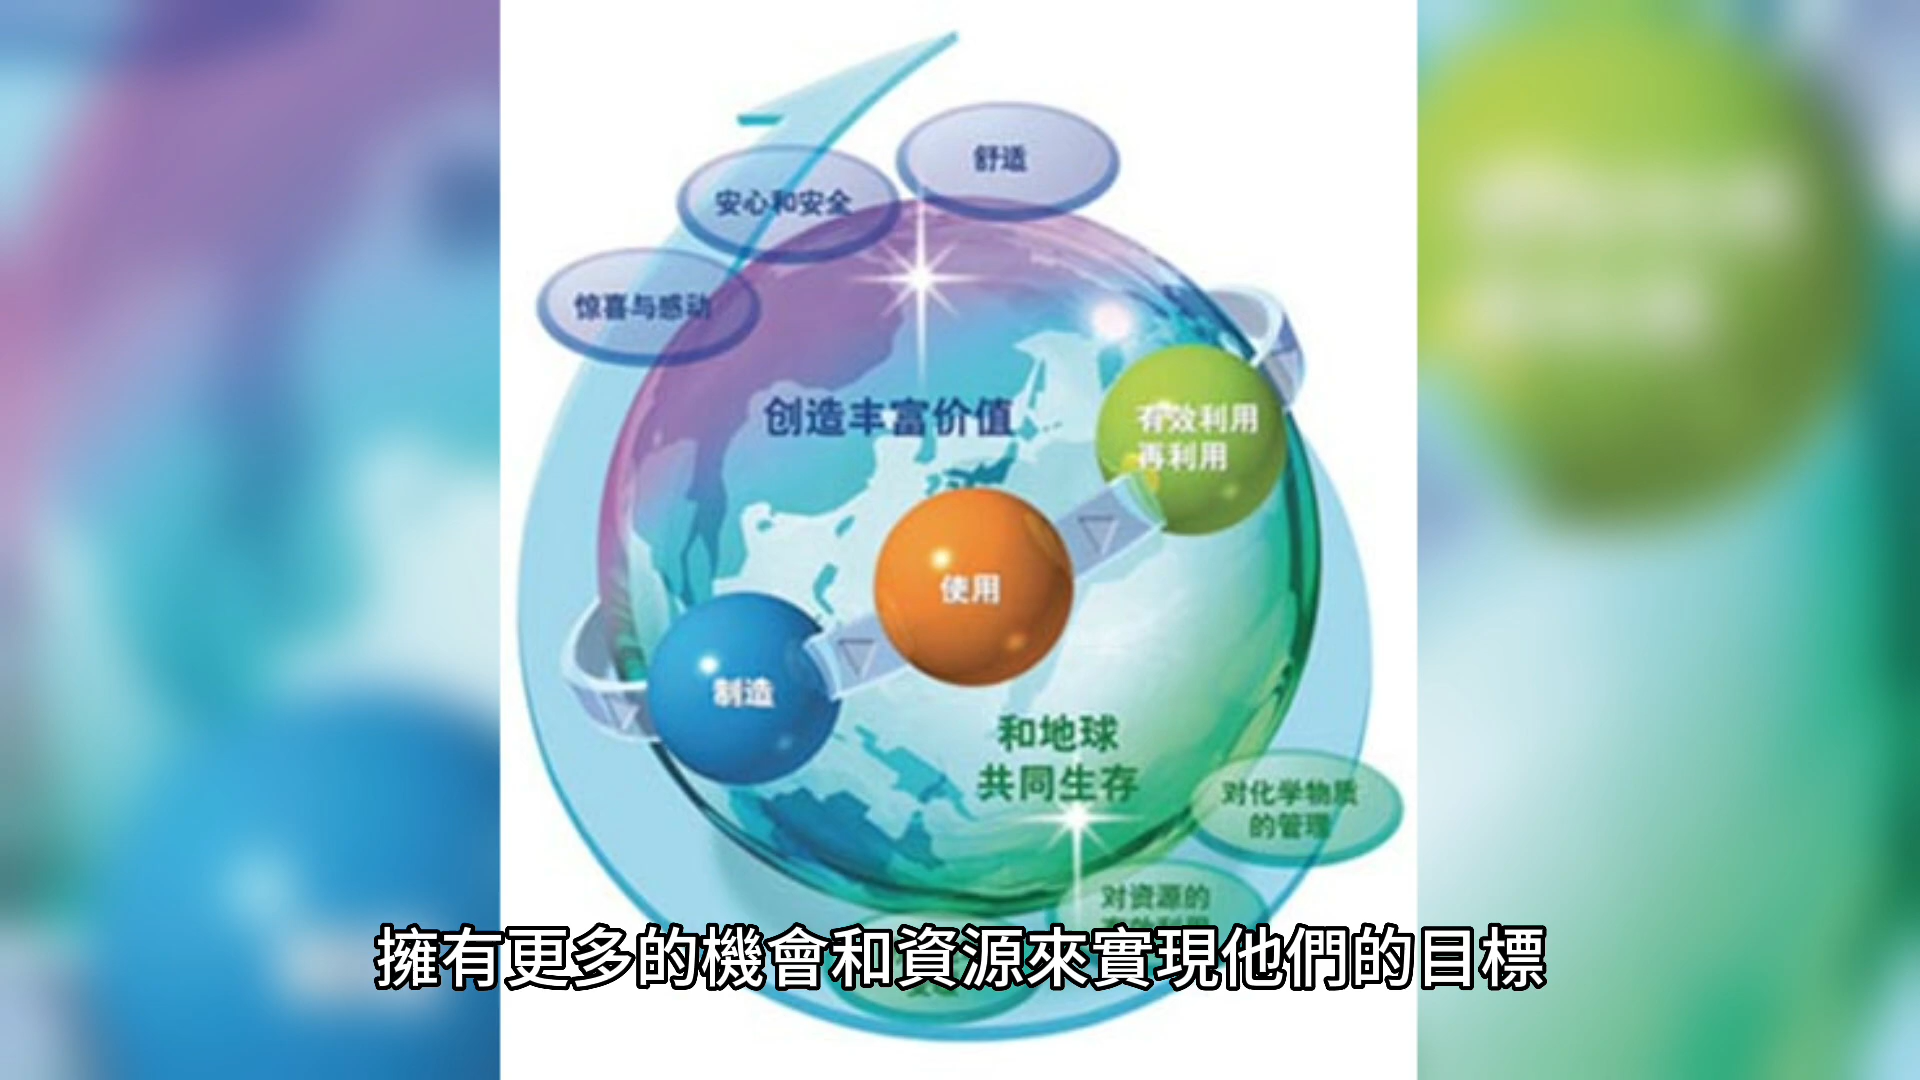 舒适
安心和安全
惊喜与感动
创造丰富价值
有效利用
再利用
使用
制造
和地球
共同生存
对化学物质
的管理
对资源的
擁有更多的機會和資源來實現他們的目標